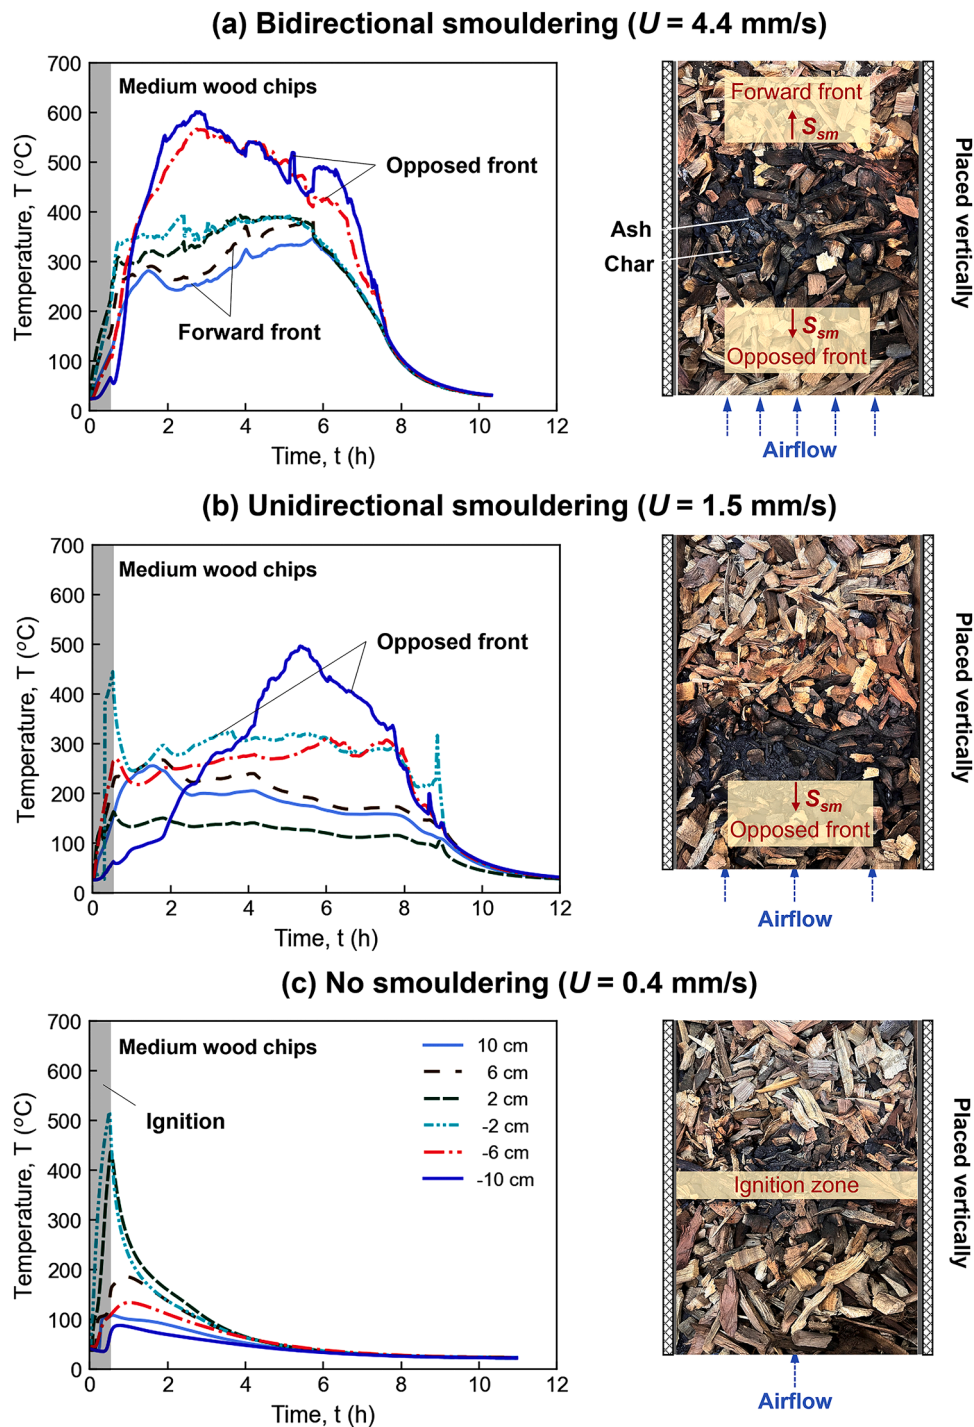 (a) Bidirectional smouldering (U = 4.4 mm/s)
700
600
500
400
300
200
100
0
Temperature, T (°C)
Medium wood chips
Opposed front
Forward front
0 2 4 6 8 10 12
Time, t (h)
Forward front
S_sm
Ash
Char
S_sm
Opposed front
Airflow
Placed vertically
(b) Unidirectional smouldering (U = 1.5 mm/s)
700
600
500
400
300
200
100
0
Temperature, T (°C)
Medium wood chips
Opposed front
0 2 4 6 8 10 12
Time, t (h)
S_sm
Opposed front
Airflow
Placed vertically
(c) No smouldering (U = 0.4 mm/s)
700
600
500
400
300
200
100
0
Temperature, T (°C)
Medium wood chips
Ignition
10 cm
6 cm
2 cm
-2 cm
-6 cm
-10 cm
0 2 4 6 8 10 12
Time, t (h)
Ignition zone
Airflow
Placed vertically